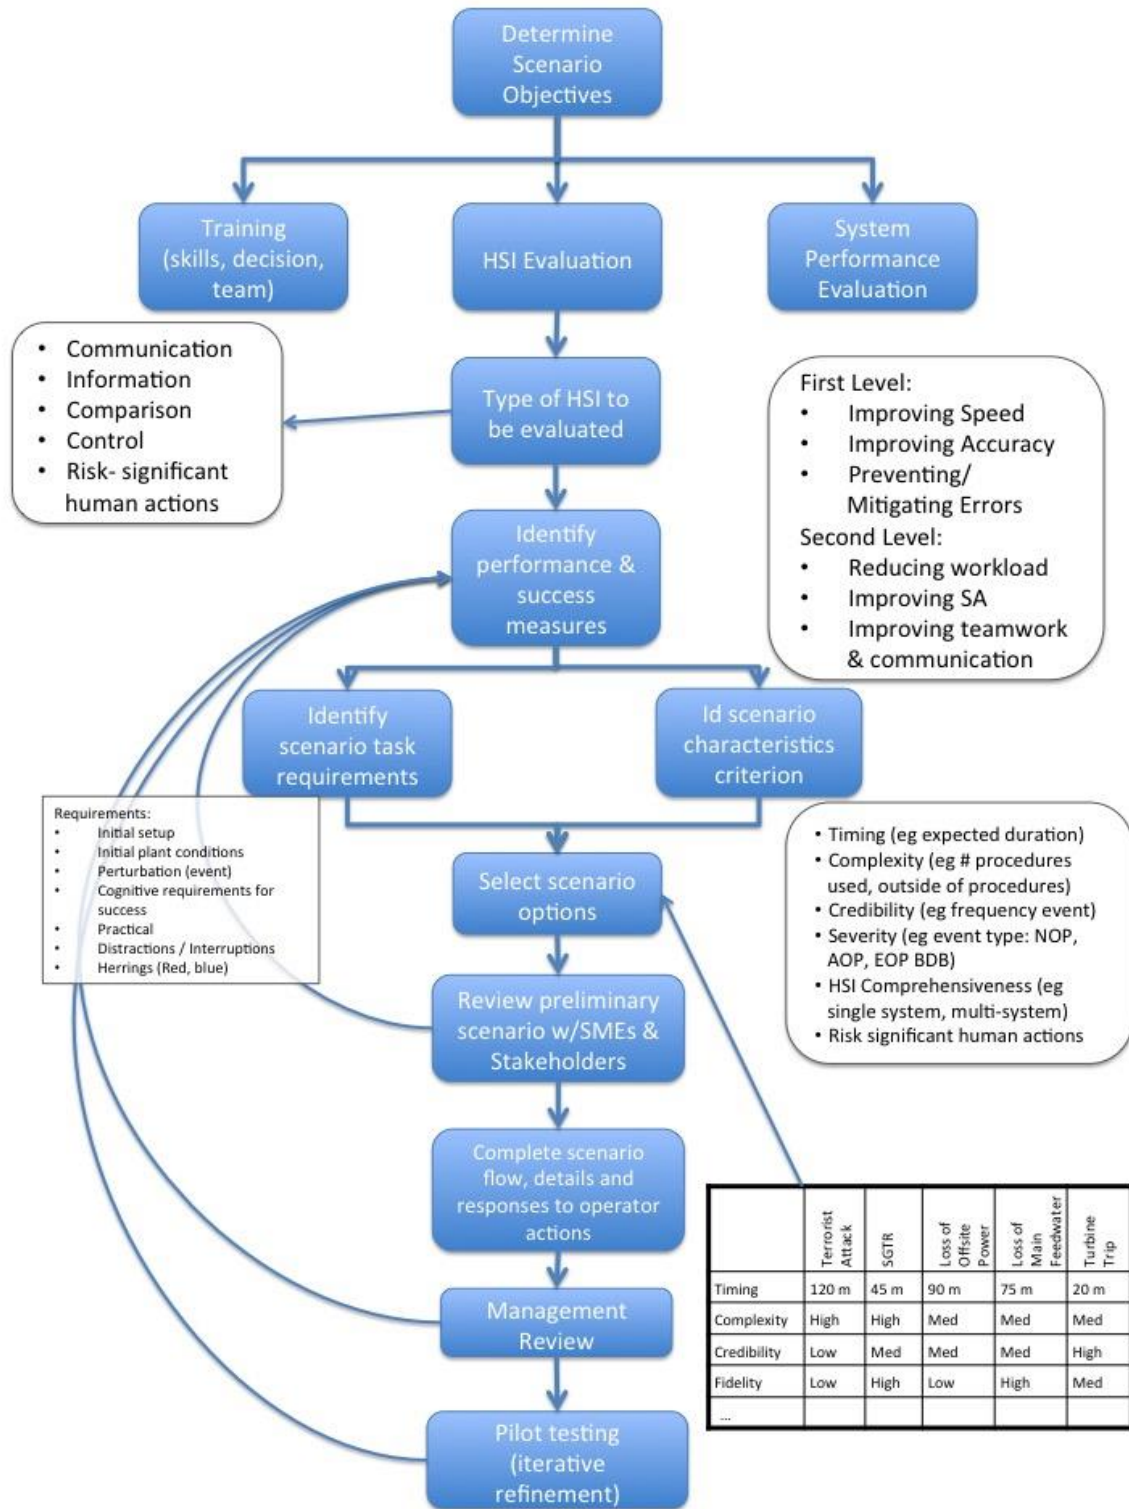 Determine
Scenario
Objectives
Training
(skills, decision,
team)
HSI Evaluation
System
Performance
Evaluation
• Communication
• Information
• Comparison
• Control
• Risk- significant
human actions
Type of HSI to
be evaluated
First Level:
• Improving Speed
• Improving Accuracy
• Preventing/
Mitigating Errors
Second Level:
• Reducing workload
• Improving SA
• Improving teamwork
& communication
Identify
performance &
success
measures
Identify
scenario task
requirements
Id scenario
characteristics
criterion
Requirements:
• Initial setup
• Initial plant conditions
• Perturbation (event)
• Cognitive requirements for
success
• Practical
• Distractions / Interruptions
• Herrings (Red, blue)
Select scenario
options
• Timing (eg expected duration)
• Complexity (eg # procedures
used, outside of procedures)
• Credibility (eg frequency event)
• Severity (eg event type: NOP,
AOP, EOP BDB)
• HSI Comprehensiveness (eg
single system, multi-system)
• Risk significant human actions
Review preliminary
scenario w/SMEs &
Stakeholders
Complete scenario
flow, details and
responses to operator
actions
Management
Review
Pilot testing
(iterative
refinement)
Terrorist
Attack
SGTR
Loss of
Offsite
Power
Loss of
Main
Feedwater
Turbine
Trip
Timing 120 m 45 m 90 m 75 m 20 m
Complexity High High Med Med Med
Credibility Low Med Med Med High
Fidelity Low High Low High Med
...